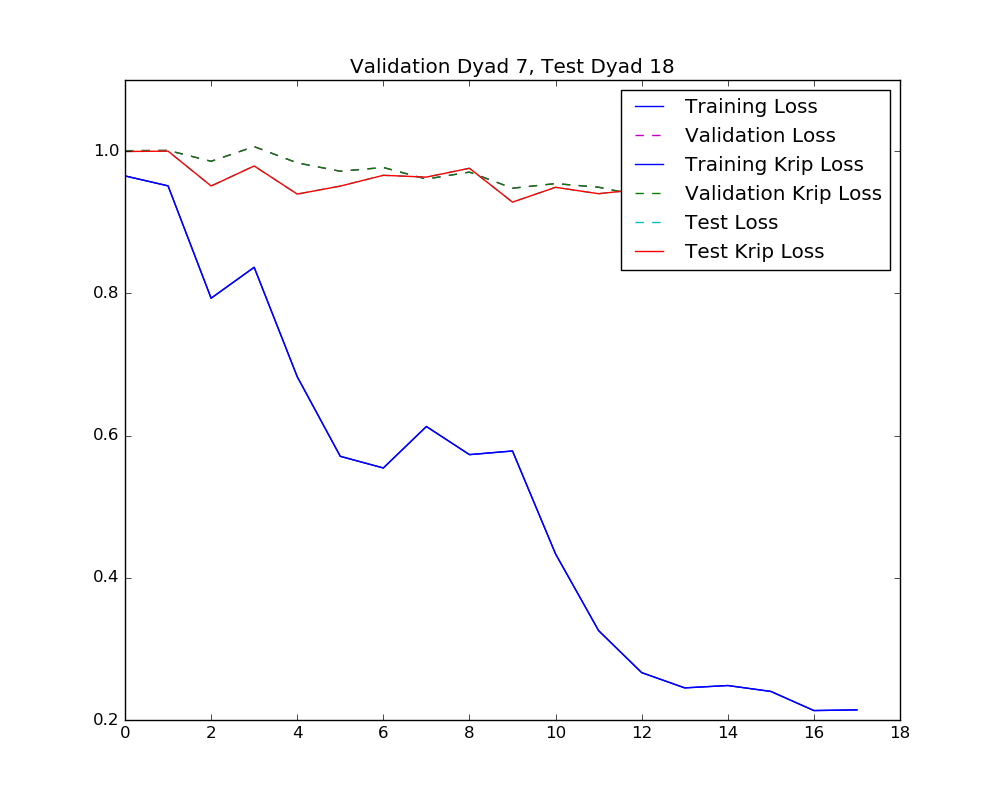 Validation Dyad 7, Test Dyad 18
Training Loss
Validation Loss
Training Krip Loss
Validation Krip Loss
Test Loss
Test Krip Loss
1.0
0.8
0.6
0.4
0.2
0 2 4 6 8 10 12 14 16 18